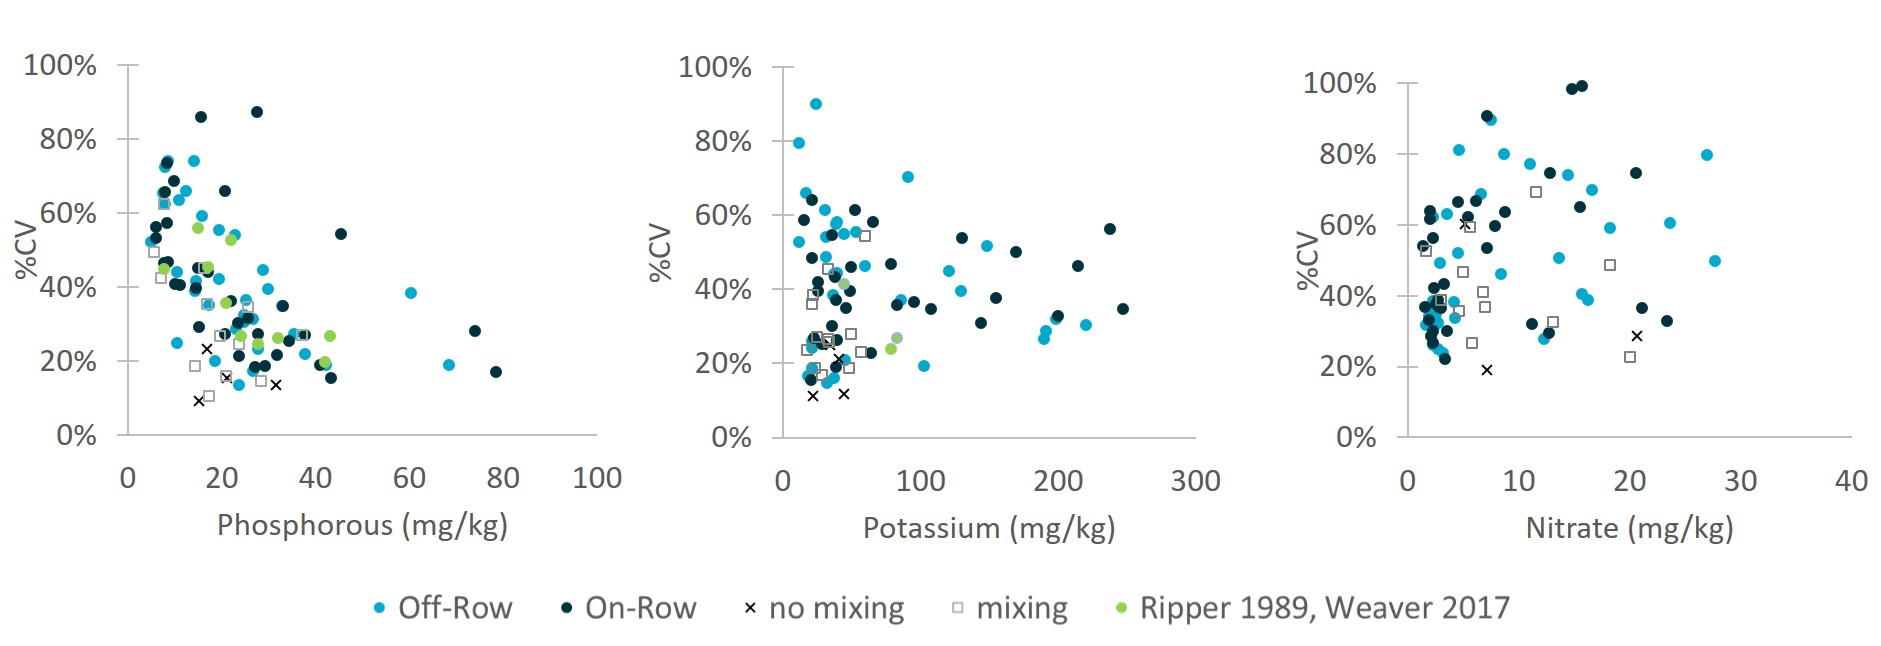 100%
80%
60%
40%
20%
0%
%CV
0 20 40 60 80 100
Phosphorous (mg/kg)
100%
80%
60%
40%
20%
0%
%CV
0 100 200 300
Potassium (mg/kg)
100%
80%
60%
40%
20%
0%
%CV
0 10 20 30 40
Nitrate (mg/kg)
Off-Row On-Row no mixing mixing Ripper 1989, Weaver 2017